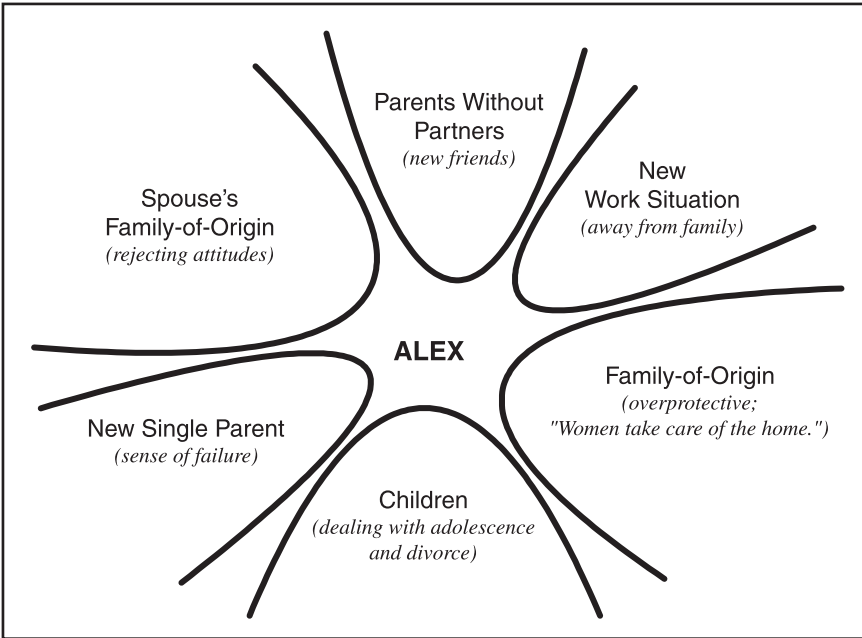 Parents Without
Partners
(new friends)
New
Work Situation
(away from family)
Spouse’s
Family-of-Origin
(rejecting attitudes)
ALEX
Family-of-Origin
(overprotective;
"Women take care of the home.")
New Single Parent
(sense of failure)
Children
(dealing with adolescence
and divorce)